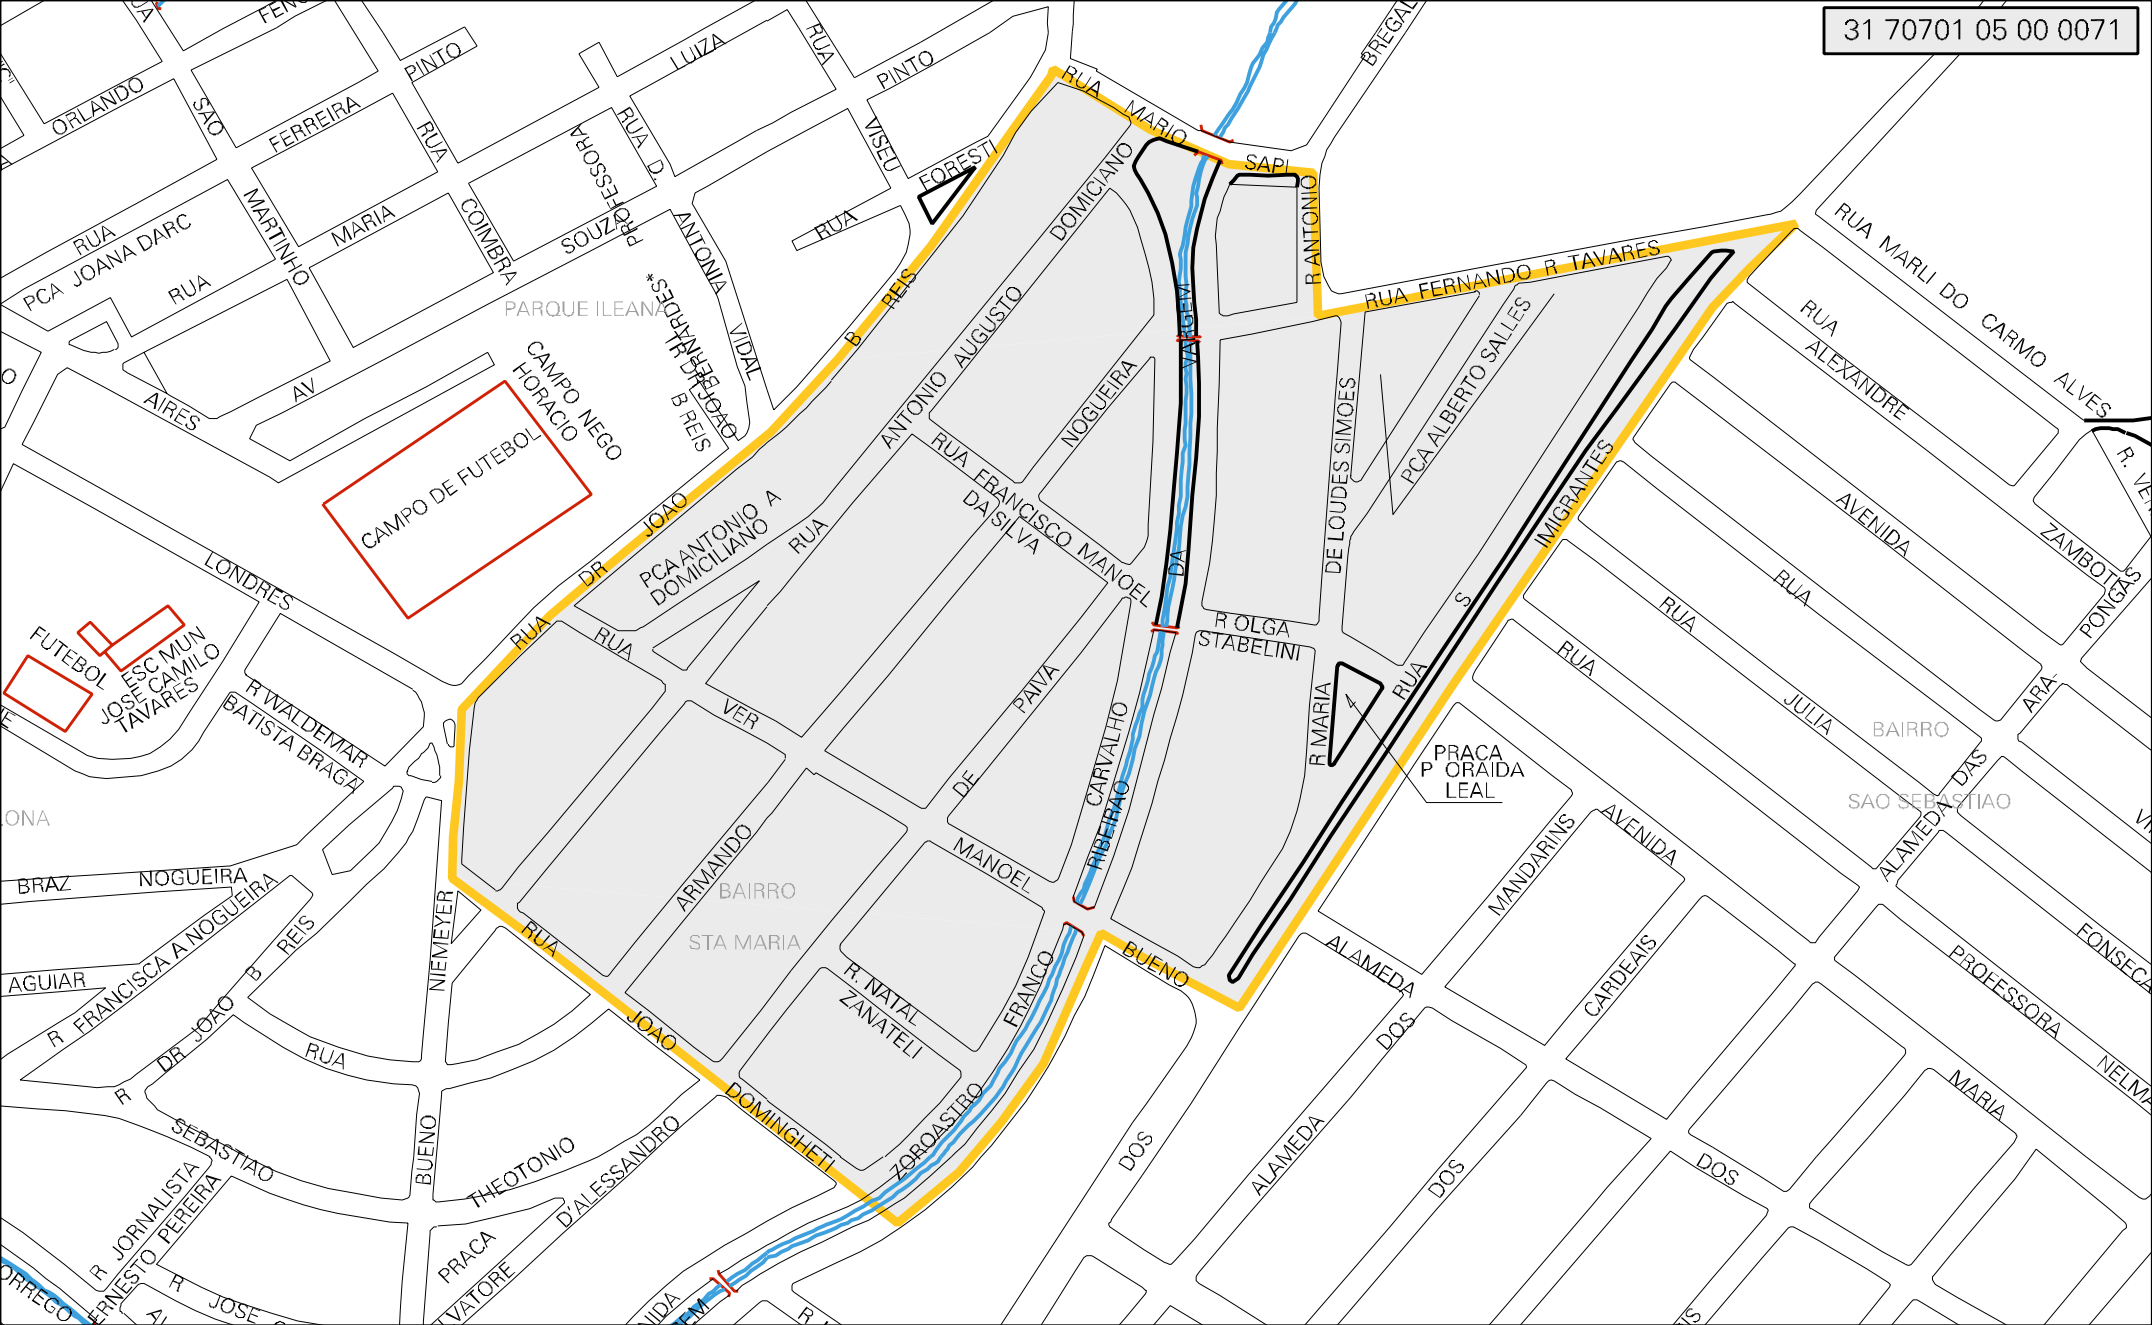 31 70701 05 00 0071
PINTO
LUIZA
RUA
PINTO
ORLANDO
SAO
FERREIRA
RUA
RUA D.
PROFESSORA
VISEU
FORESTI
RUA
MARIO
SAPI
R ANTONIO
RUA
JOANA DARC
PCA
RUA
MARTINHO
MARIA
COIMBRA
SOUZA
ANTONIA
VIDAL
RUA
BERNARDES*
TR DR JOAO
B REIS
PARQUE ILEANA
AV
AIRES
CAMPO NEGO
HORACIO
CAMPO DE FUTEBOL
LONDRES
RUA
DR
JOAO
B
REIS
ANTONIO
AUGUSTO
DOMICIANO
RUA
PCA ANTONIO A
DOMICILIANO
RUA FRANCISCO MANOEL
DA SILVA
NOGUEIRA
VARGEM
DA
RIBEIRAO
RUA FERNANDO R TAVARES
DE LOUDES SIMOES
PCA ALBERTO SALLES
RUA MARLI DO CARMO ALVES
RUA
ALEXANDRE
AVENIDA
ZAMBOTA
RUA
RUA
RUA
JULIA
IMIGRANTES
S
RUA
R OLGA
STABELINI
R MARIA
PRACA
P ORAIDA
LEAL
BAIRRO
SAO SEBASTIAO
ARA-
PONGAS
ALAMEDA DAS
FUTEBOL
ESC MUN
JOSE CAMILO
TAVARES
R WALDEMAR
BATISTA BRAGA
RUA
VER
MANOEL
BUENO
PAIVA
DE
ARMANDO
CARVALHO
FRANCO
ZOROASTRO
BAIRRO
STA MARIA
R. NATAL
ZANATELI
RUA
JOAO
DOMINGHETI
BRAZ
NOGUEIRA
R FRANCISCA A NOGUEIRA
AGUIAR
R DR JOAO B REIS
NIEMEYER
RUA
BUENO
SEBASTIAO
THEOTONIO
D'ALESSANDRO
PRACA
R JORNALISTA
ERNESTO PEREIRA
R JOSE
MANDARINS
AVENIDA
ALAMEDA
DOS
CARDEAIS
DOS
ALAMEDA
DOS
DOS
MARIA
PROFESSORA
NELMA
FONSECA